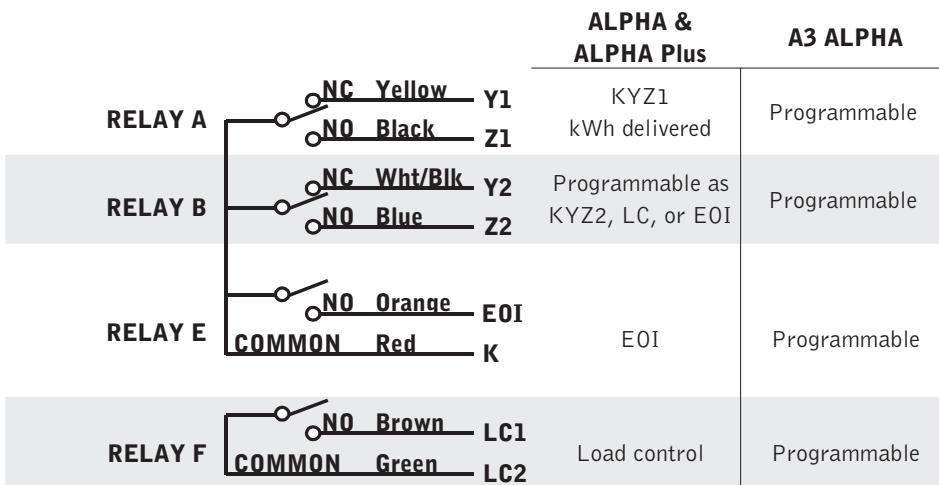 ALPHA &
ALPHA Plus
A3 ALPHA
RELAY A
NC Yellow Y1
NO Black Z1
KYZ1
kWh delivered
Programmable
RELAY B
NC Wht/Blk Y2
NO Blue Z2
Programmable as
KYZ2, LC, or EOI
Programmable
RELAY E
NO Orange EOI
COMMON Red K
EOI
Programmable
RELAY F
NO Brown LC1
COMMON Green LC2
Load control
Programmable